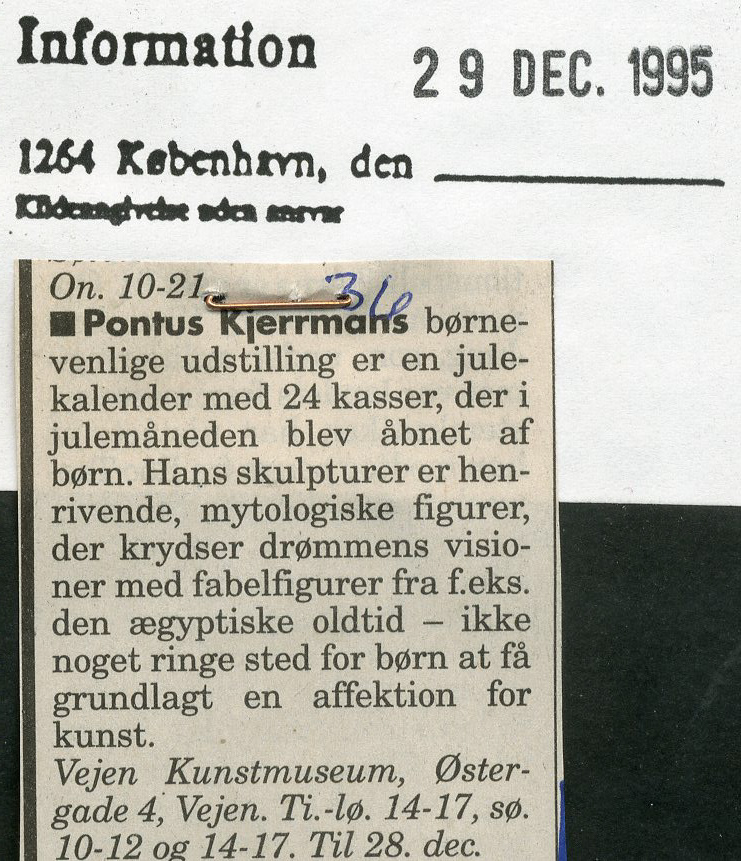 Information
29 DEC. 1995
1264 København, den
Kildeangivelse uden ansvar
On. 10-21
36
■ Pontus Kjerrmans børne-
venlige udstilling er en jule-
kalender med 24 kasser, der i
julemåneden blev åbnet af
børn. Hans skulpturer er hen-
rivende, mytologiske figurer,
der krydser drømmens visio-
ner med fabelfigurer fra f.eks.
den ægyptiske oldtid – ikke
noget ringe sted for børn at få
grundlagt en affektion for
kunst.
Vejen Kunstmuseum, Øster-
gade 4, Vejen. Ti.-lø. 14-17, sø.
10-12 og 14-17. Til 28. dec.